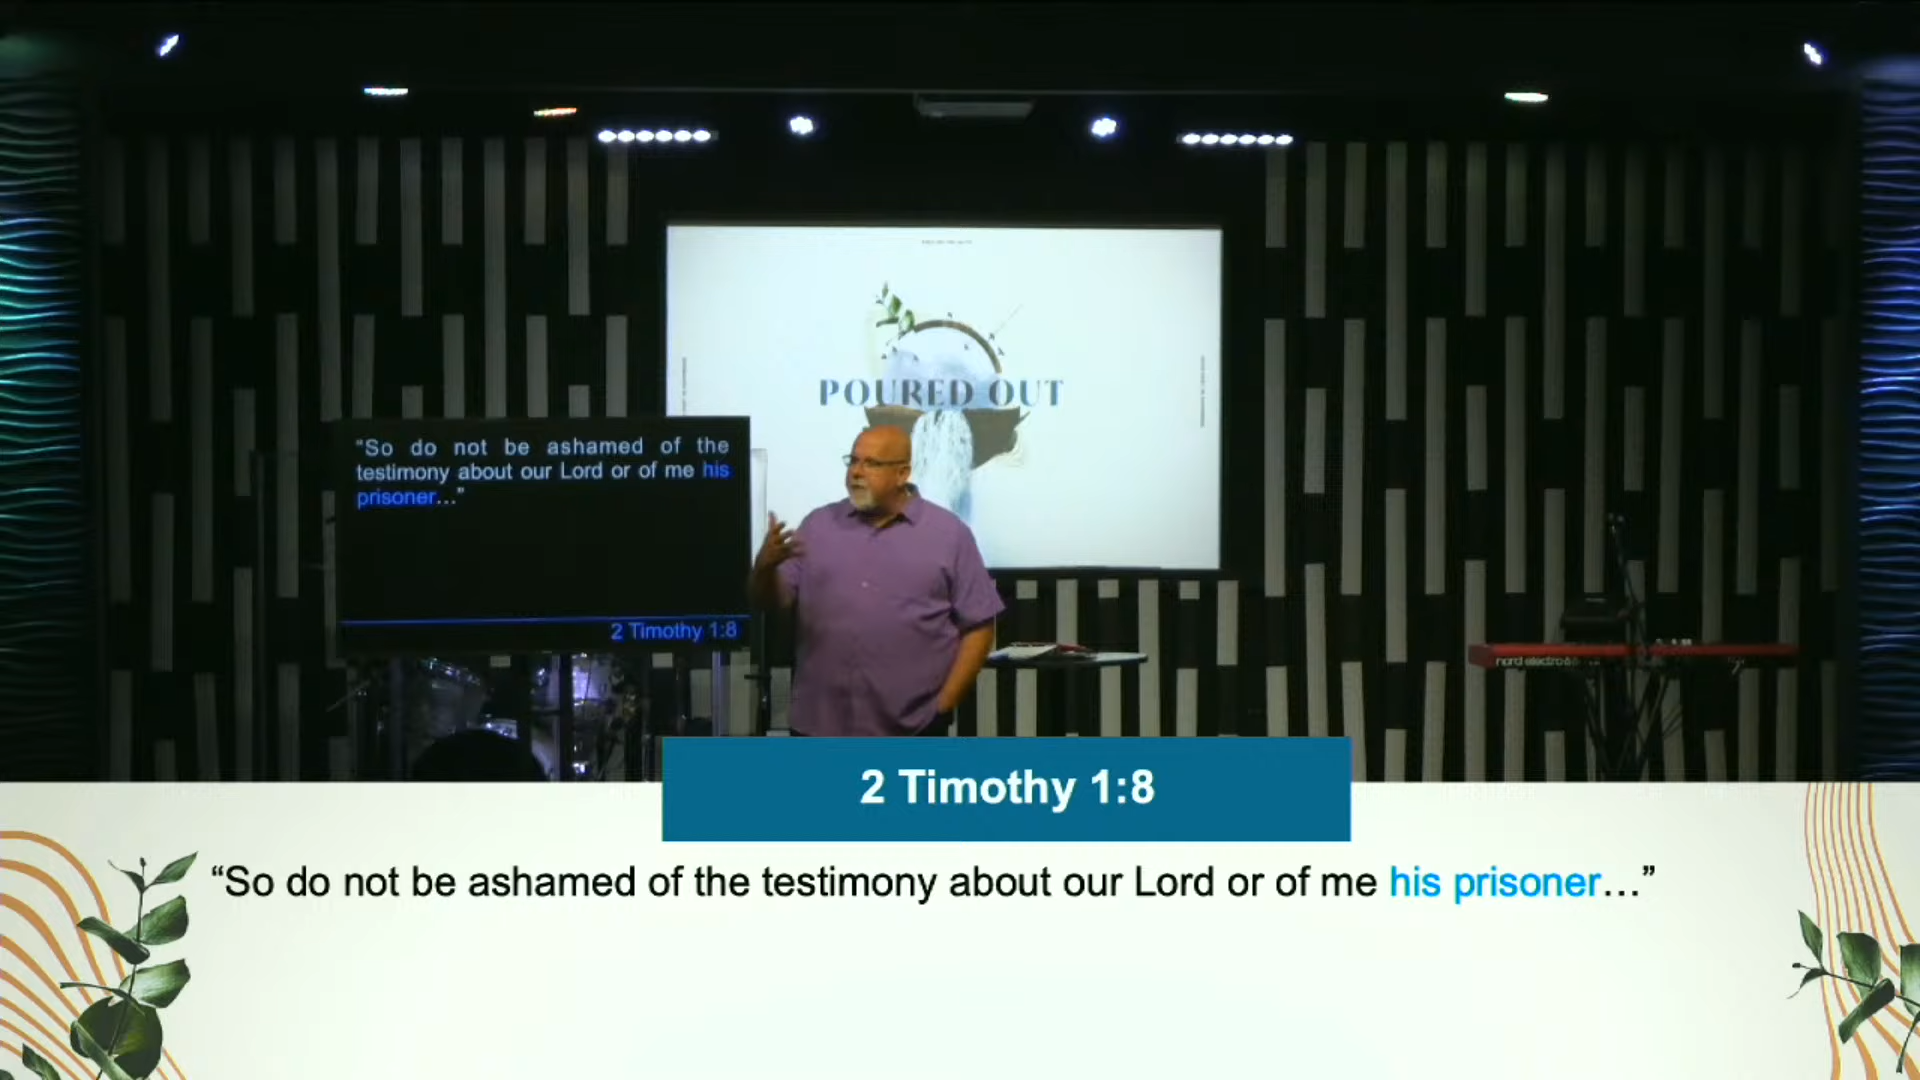 POURED OUT
“So do not be ashamed of the
testimony about our Lord or of me his
prisoner…”
2 Timothy 1:8
nord electro
2 Timothy 1:8
“So do not be ashamed of the testimony about our Lord or of me his prisoner…”